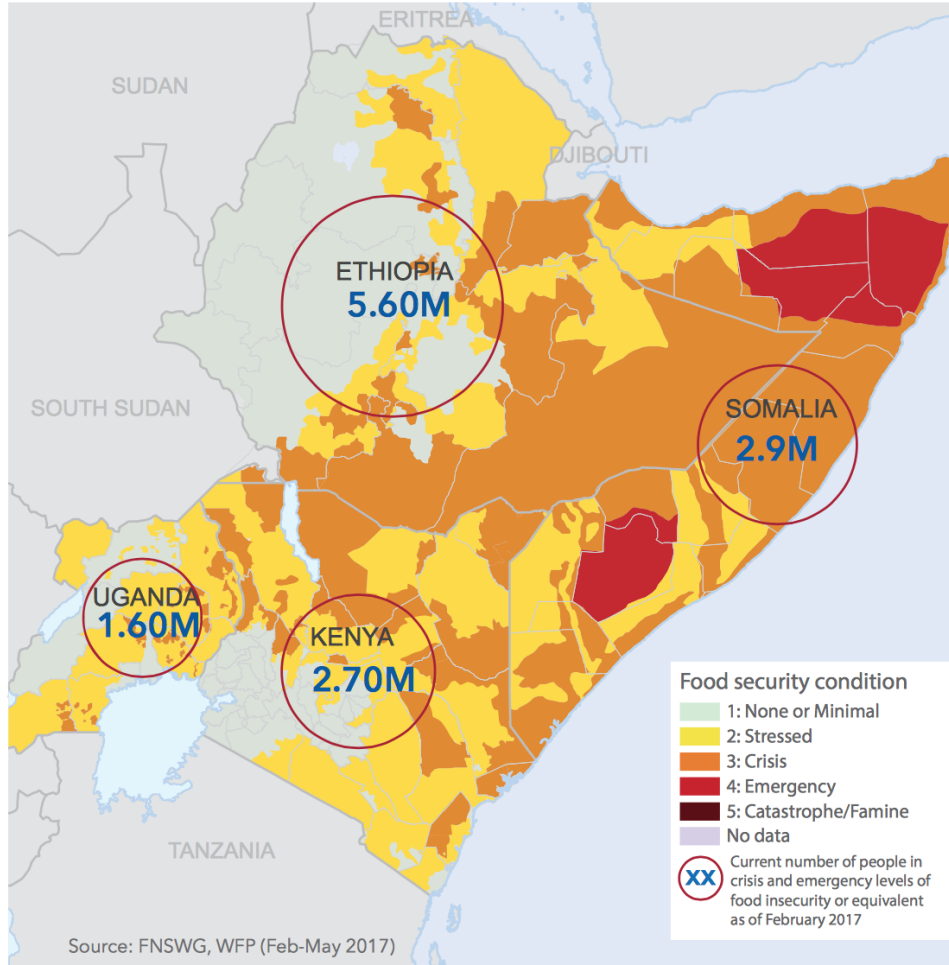 ERITREA
SUDAN
DJIBOUTI
ETHIOPIA
5.60M
SOUTH SUDAN
SOMALIA
2.9M
UGANDA
1.60M
KENYA
2.70M
TANZANIA
Food security condition
1: None or Minimal
2: Stressed
3: Crisis
4: Emergency
5: Catastrophe/Famine
No data
XX
Current number of people in
crisis and emergency levels of
food insecurity or equivalent
as of February 2017
Source: FNSWG, WFP (Feb-May 2017)